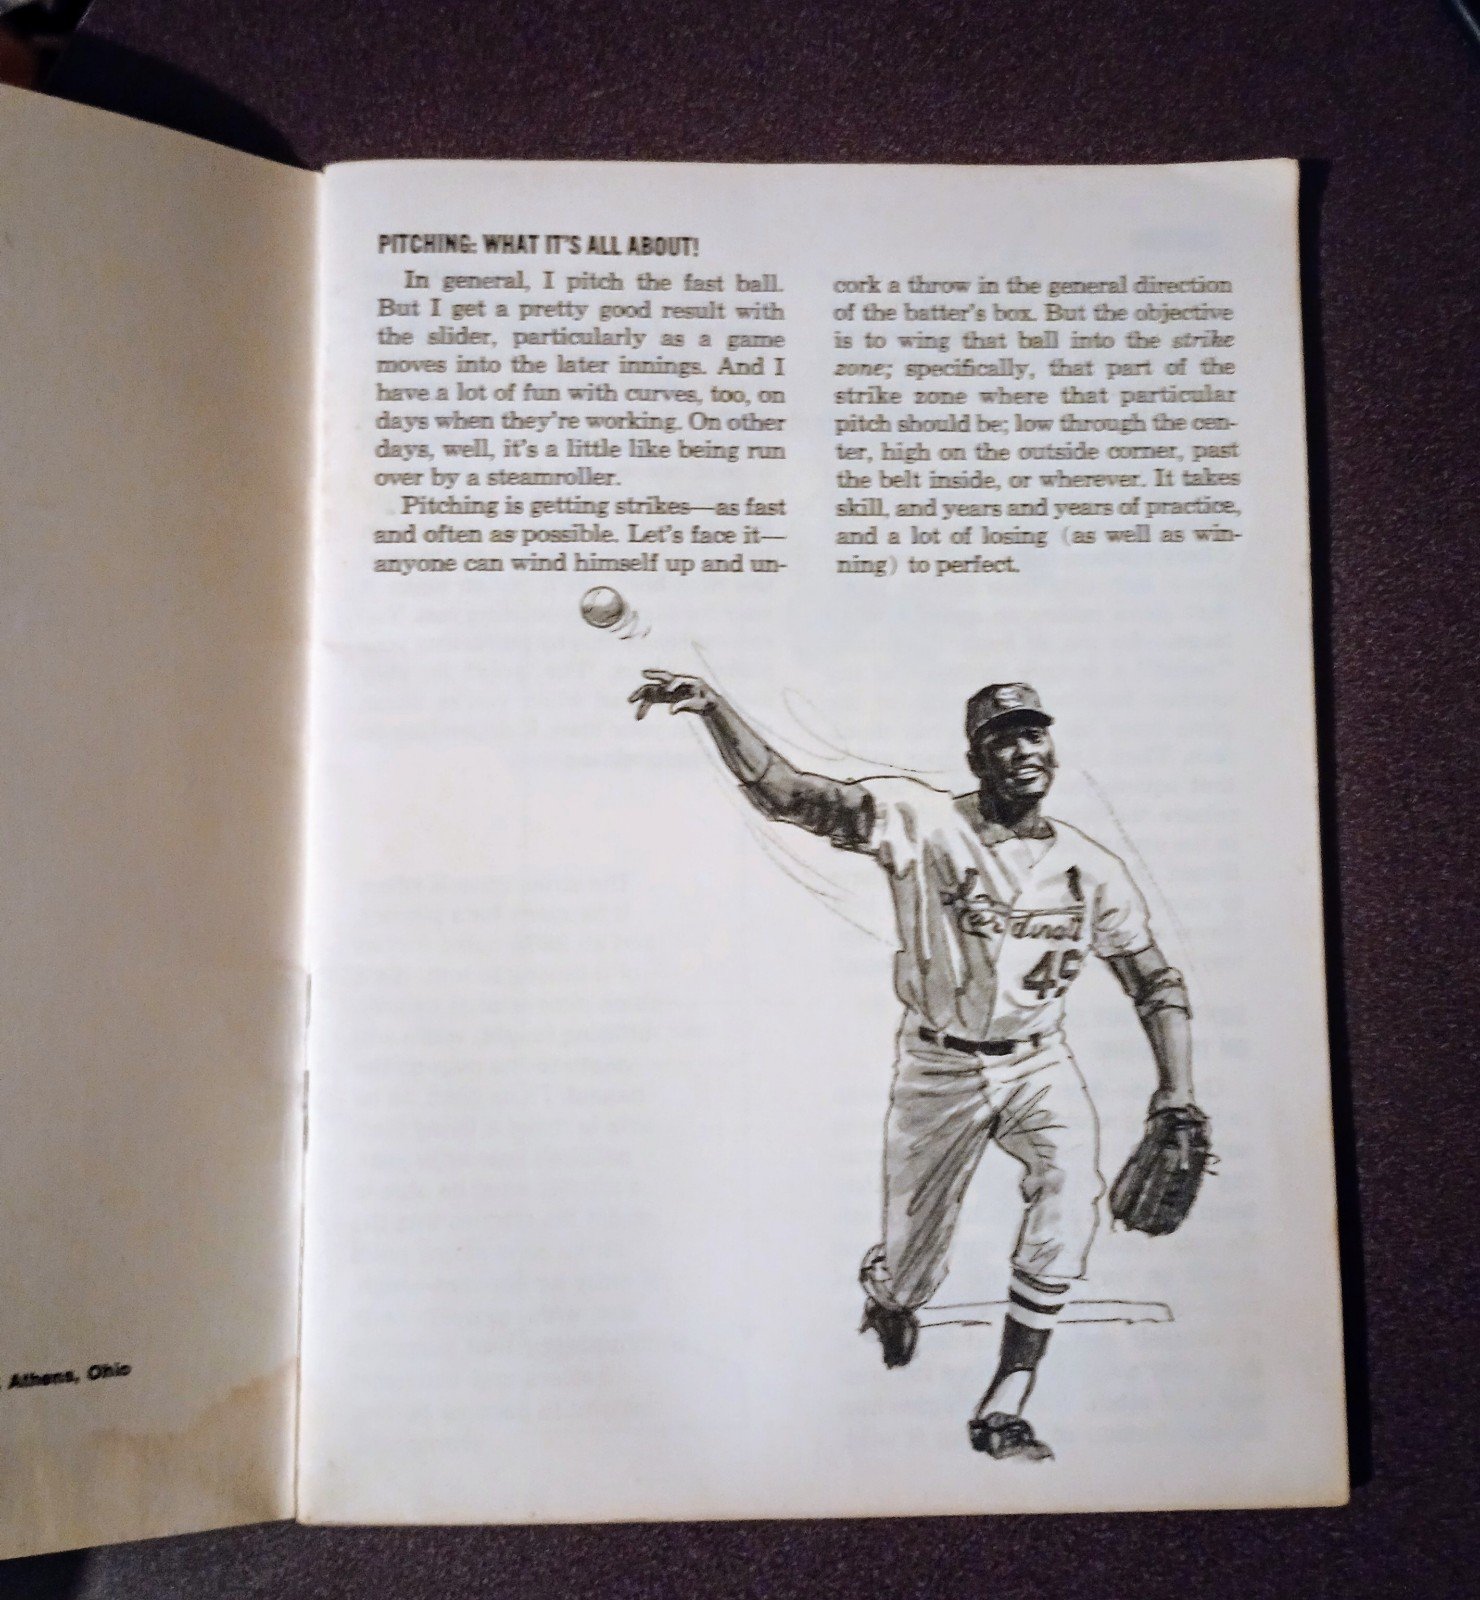 PITCHING: WHAT IT'S ALL ABOUT!
In general, I pitch the fast ball.
But I get a pretty good result with
the slider, particularly as a game
moves into the later innings. And I
have a lot of fun with curves, too, on
days when they're working. On other
days, well, it's a little like being run
over by a steamroller.
Pitching is getting strikes—as fast
and often as possible. Let's face it—
anyone can wind himself up and un-
cork a throw in the general direction
of the batter's box. But the objective
is to wing that ball into the strike
zone; specifically, that part of the
strike zone where that particular
pitch should be; low through the cen-
ter, high on the outside corner, past
the belt inside, or wherever. It takes
skill, and years and years of practice,
and a lot of losing (as well as win-
ning) to perfect.
Cardinals
45
, Athens, Ohio